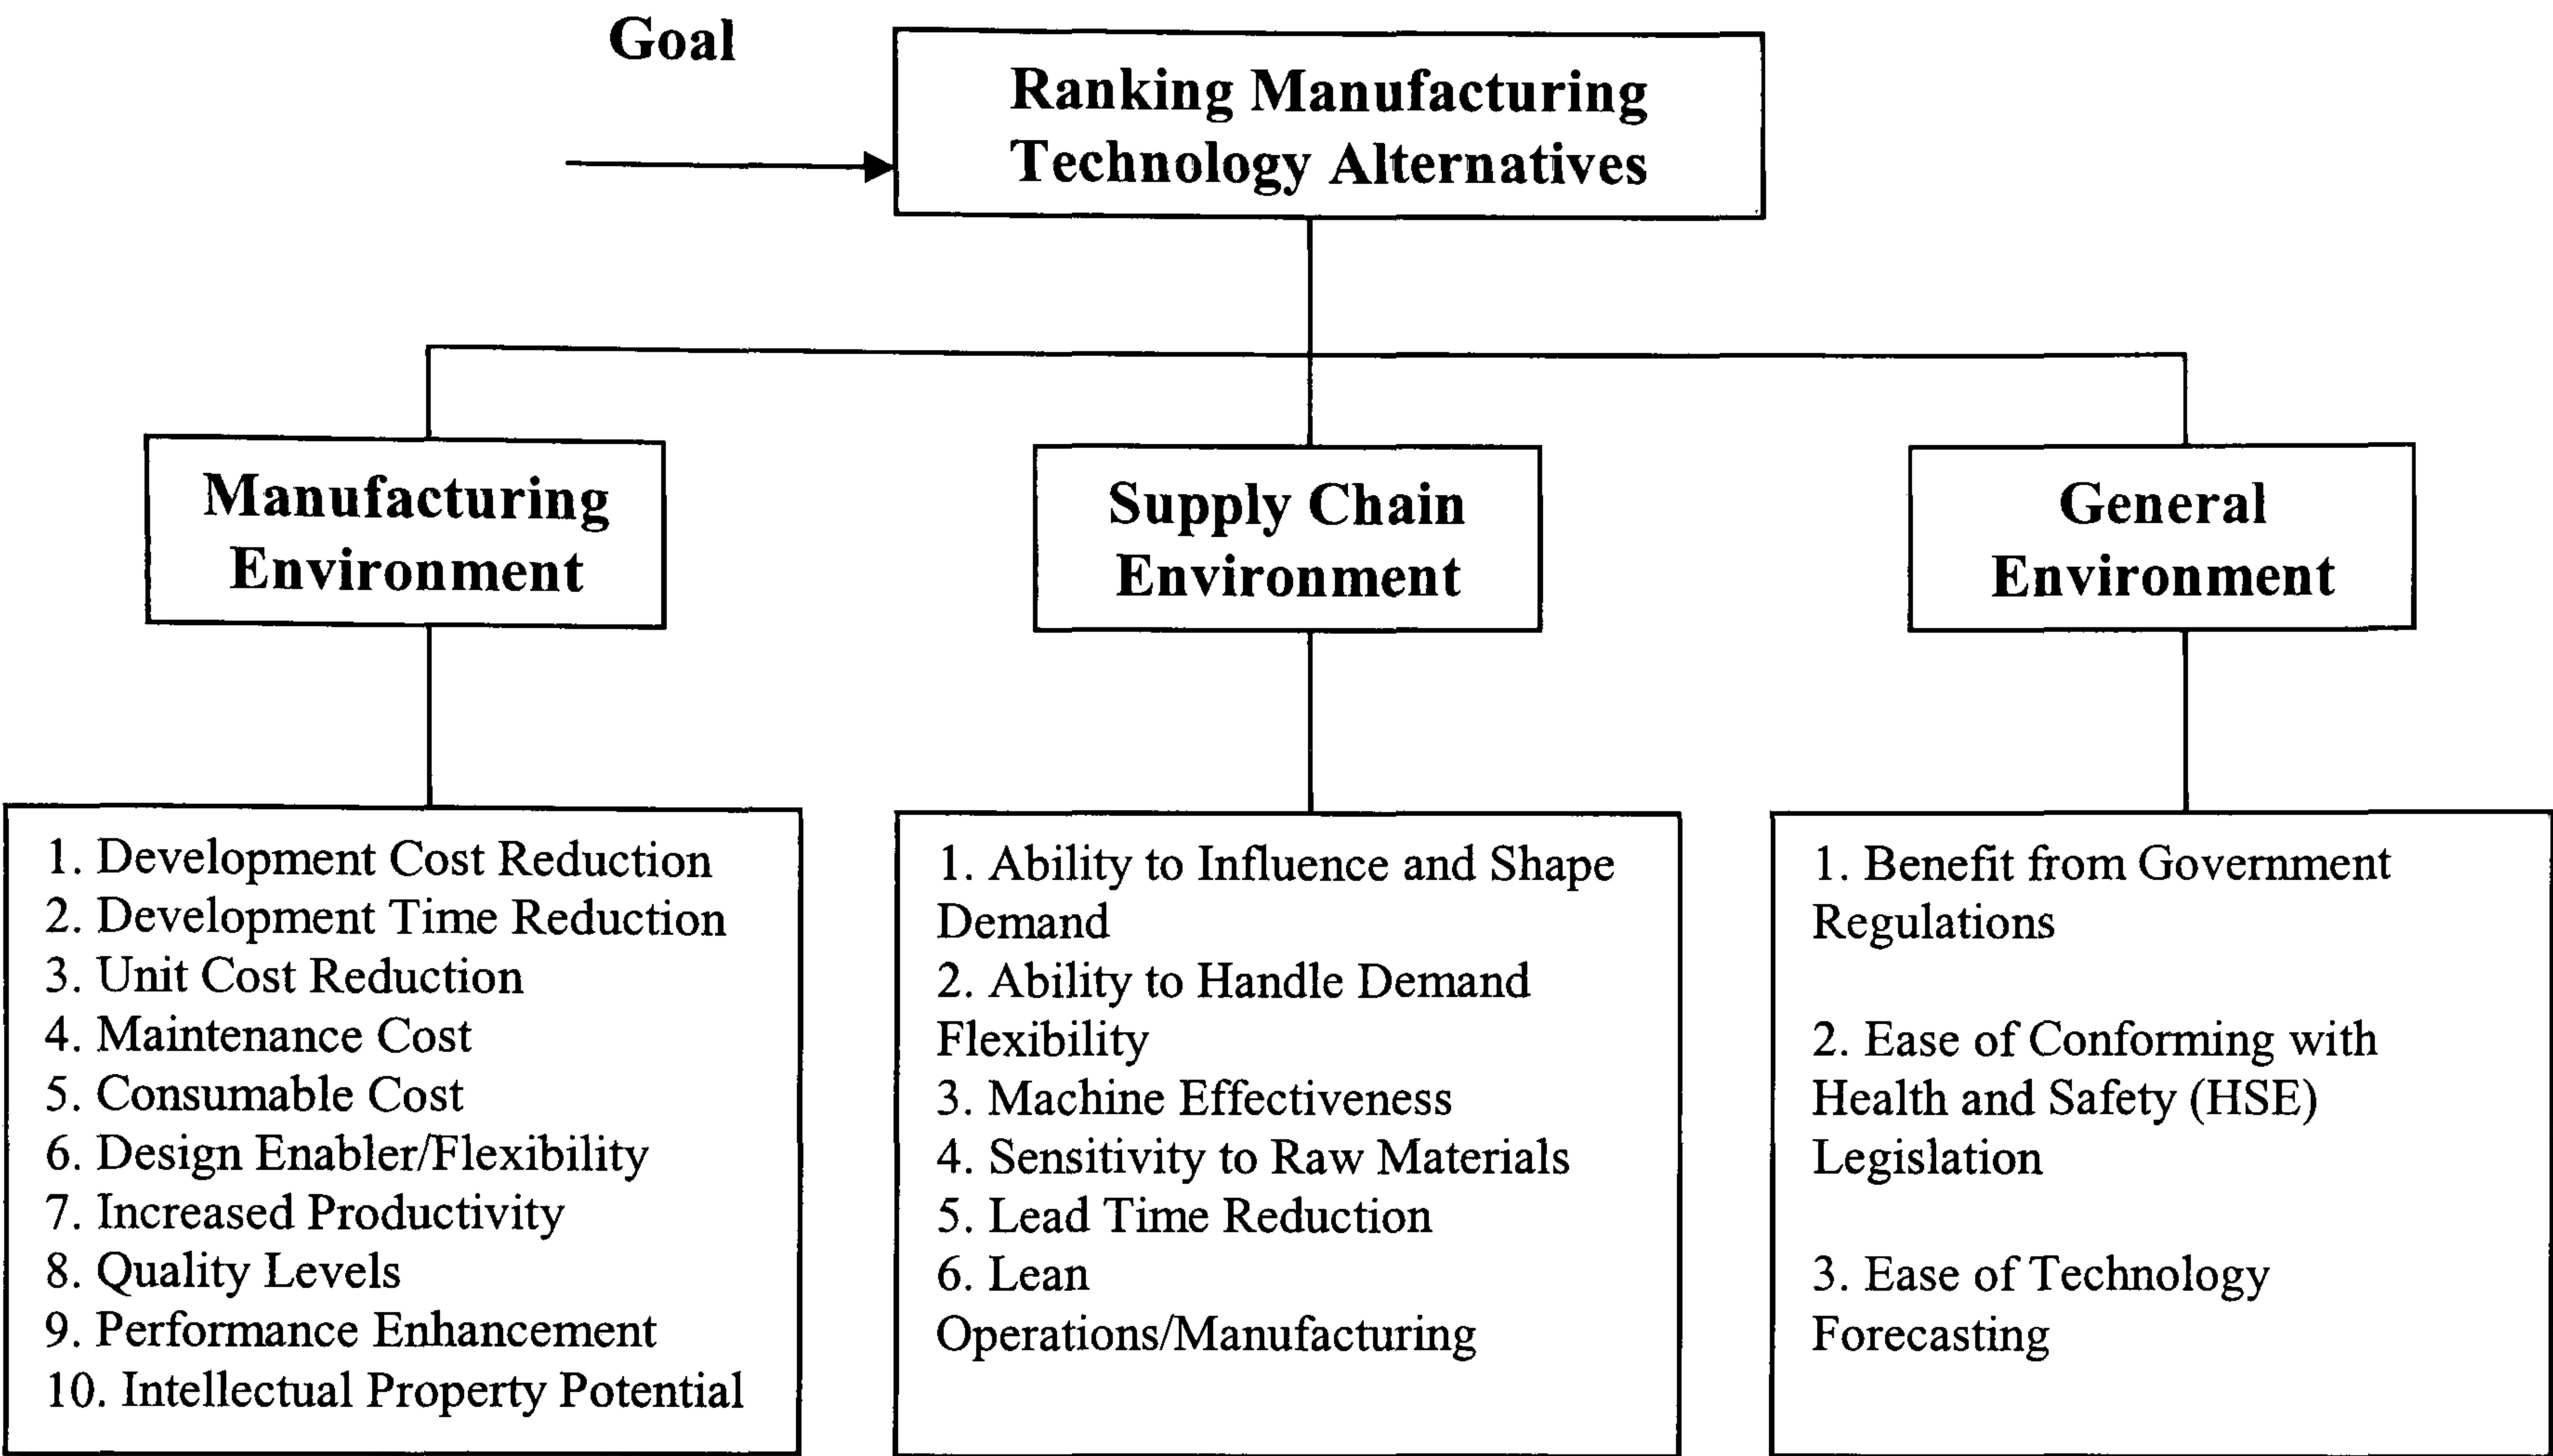 Goal
Ranking Manufacturing
Technology Alternatives
Manufacturing
Environment
Supply Chain
Environment
General
Environment
1. Development Cost Reduction
2. Development Time Reduction
3. Unit Cost Reduction
4. Maintenance Cost
5. Consumable Cost
6. Design Enabler/Flexibility
7. Increased Productivity
8. Quality Levels
9. Performance Enhancement
10. Intellectual Property Potential
1. Ability to Influence and Shape
Demand
2. Ability to Handle Demand
Flexibility
3. Machine Effectiveness
4. Sensitivity to Raw Materials
5. Lead Time Reduction
6. Lean
Operations/Manufacturing
1. Benefit from Government
Regulations
2. Ease of Conforming with
Health and Safety (HSE)
Legislation
3. Ease of Technology
Forecasting